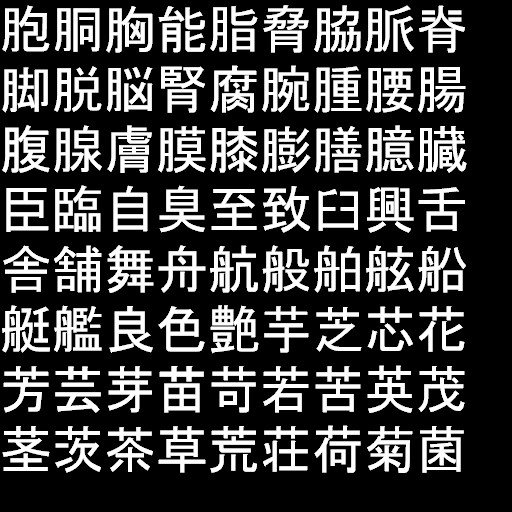 胞胴胸能脂脅脇脈脊
脚脱脳腎腐腕腫腰腸
腹腺膚膜膝膨膳臆臓
臣臨自臭至致臼興舌
舎舗舞舟航般舶舷船
艇艦良色艶芋芝芯花
芳芸芽苗苛若苦英茂
茎茨茶草荒荘荷菊菌